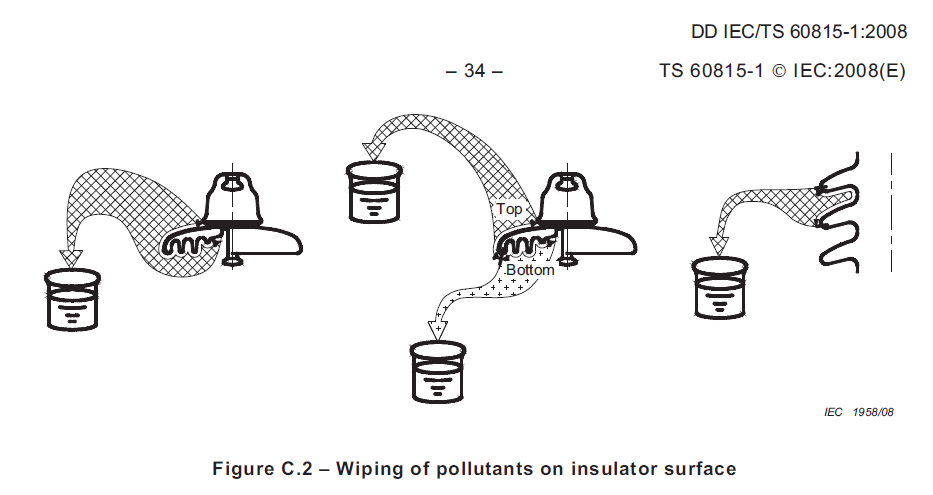 DD IEC/TS 60815-1:2008
– 34 –
TS 60815-1 © IEC:2008(E)
Top
Bottom
IEC 1958/08
Figure C.2 – Wiping of pollutants on insulator surface